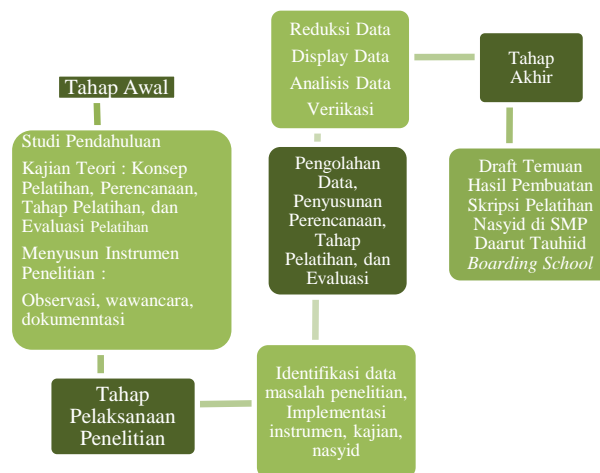 Tahap Awal
Studi Pendahuluan
Kajian Teori : Konsep
Pelatihan, Perencanaan,
Tahap Pelatihan, dan
Evaluasi Pelatihan
Menyusun Instrumen
Penelitian :
Observasi, wawancara,
dokumenntasi
Tahap
Pelaksanaan
Penelitian
Identifikasi data
masalah penelitian,
Implementasi
instrumen, kajian,
nasyid
Pengolahan
Data,
Penyusunan
Perencanaan,
Tahap
Pelatihan, dan
Evaluasi
Reduksi Data
Display Data
Analisis Data
Veriikasi
Tahap
Akhir
Draft Temuan
Hasil Pembuatan
Skripsi Pelatihan
Nasyid di SMP
Daarut Tauhiid
Boarding School